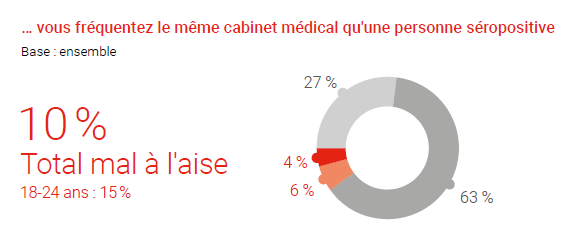 ... vous fréquentez le même cabinet médical qu'une personne séropositive
Base : ensemble
10 %
Total mal à l'aise
18-24 ans : 15 %
27 %
4 %
6 %
63 %